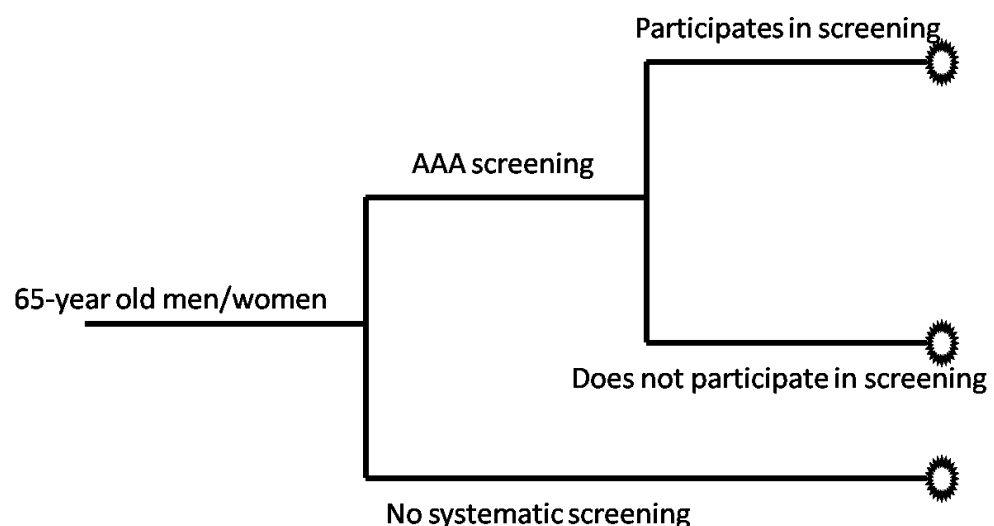 Participates in screening
AAA screening
65-year old men/women
Does not participate in screening
No systematic screening